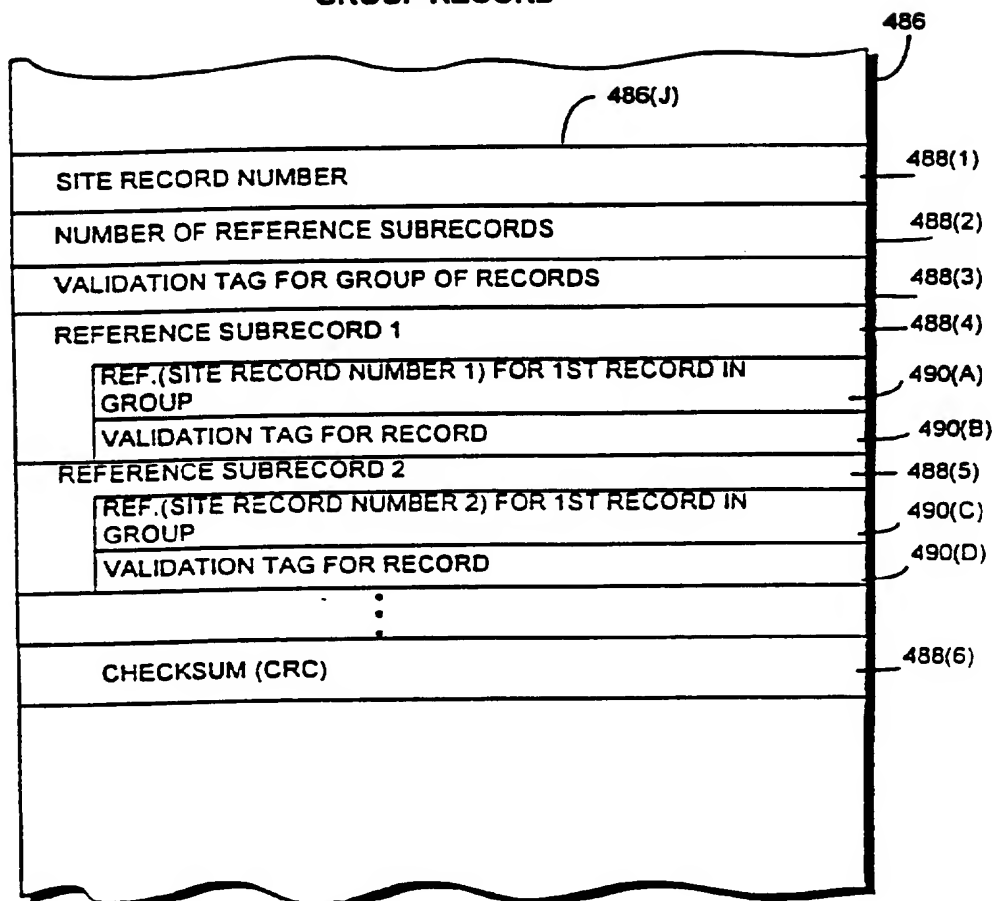 GROUP RECORD
486
486(J)
SITE RECORD NUMBER 488(1)
NUMBER OF REFERENCE SUBRECORDS 488(2)
VALIDATION TAG FOR GROUP OF RECORDS 488(3)
REFERENCE SUBRECORD 1 488(4)
REF.(SITE RECORD NUMBER 1) FOR 1ST RECORD IN 490(A)
GROUP
VALIDATION TAG FOR RECORD 490(B)
REFERENCE SUBRECORD 2 488(5)
REF.(SITE RECORD NUMBER 2) FOR 1ST RECORD IN 490(C)
GROUP
VALIDATION TAG FOR RECORD 490(D)
CHECKSUM (CRC) 488(6)